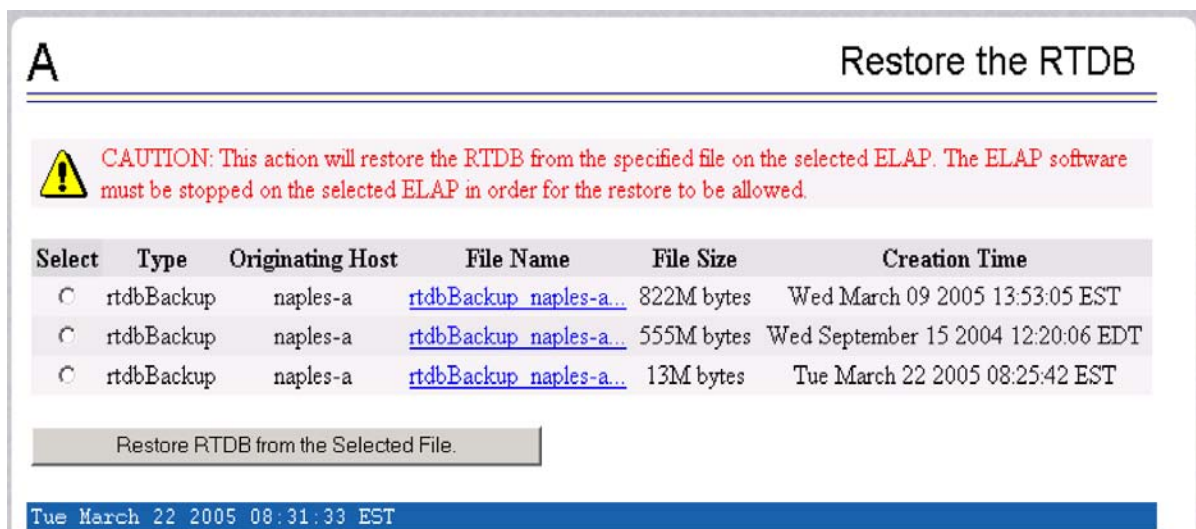 A
Restore the RTDB
CAUTION: This action will restore the RTDB from the specified file on the selected ELAP. The ELAP software
must be stopped on the selected ELAP in order for the restore to be allowed.
Select Type Originating Host File Name File Size Creation Time
rtdbBackup naples-a rtdbBackup_naples-a... 822M bytes Wed March 09 2005 13:53:05 EST
rtdbBackup naples-a rtdbBackup_naples-a... 555M bytes Wed September 15 2004 12:20:06 EDT
rtdbBackup naples-a rtdbBackup_naples-a... 13M bytes Tue March 22 2005 08:25:42 EST
Restore RTDB from the Selected File.
Tue March 22 2005 08:31:33 EST